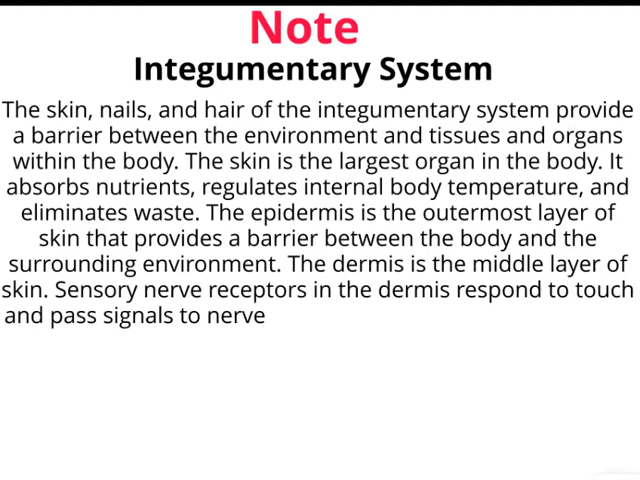 Note
Integumentary System
The skin, nails, and hair of the integumentary system provide
a barrier between the environment and tissues and organs
within the body. The skin is the largest organ in the body. It
absorbs nutrients, regulates internal body temperature, and
eliminates waste. The epidermis is the outermost layer of
skin that provides a barrier between the body and the
surrounding environment. The dermis is the middle layer of
skin. Sensory nerve receptors in the dermis respond to touch
and pass signals to nerve